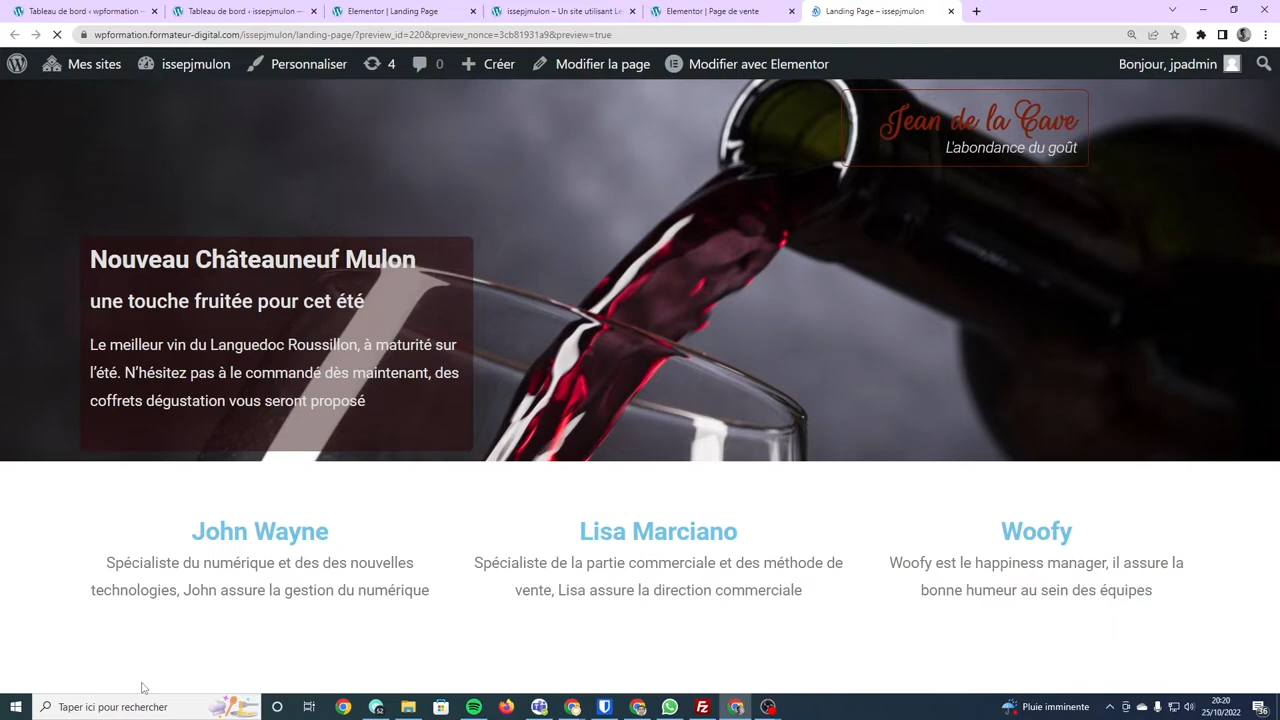 Tableau de bord ‹ wpformation.fo
Tableau de bord ‹ issepjmulon —
Elementor | Landing Page
issepjmulon – Un site utilisant Le
Elementor | Page de vente
Landing Page – issepjmulon
wpformation.formateur-digital.com/issepjmulon/landing-page/?preview_id=220&preview_nonce=3cb81931a9&preview=true
Mes sites
issepjmulon
Personnaliser
4
0
Créer
Modifier la page
Modifier avec Elementor
Bonjour, jpadmin
Jean de la Cave
L'abondance du goût
Nouveau Châteauneuf Mulon
une touche fruitée pour cet été
Le meilleur vin du Languedoc Roussillon, à maturité sur
l'été. N'hésitez pas à le commandé dès maintenant, des
coffrets dégustation vous seront proposé
John Wayne
Spécialiste du numérique et des des nouvelles
technologies, John assure la gestion du numérique
Lisa Marciano
Spécialiste de la partie commerciale et des méthode de
vente, Lisa assure la direction commerciale
Woofy
Woofy est le happiness manager, il assure la
bonne humeur au sein des équipes
Taper ici pour rechercher
Pluie imminente
20:20
25/10/2022